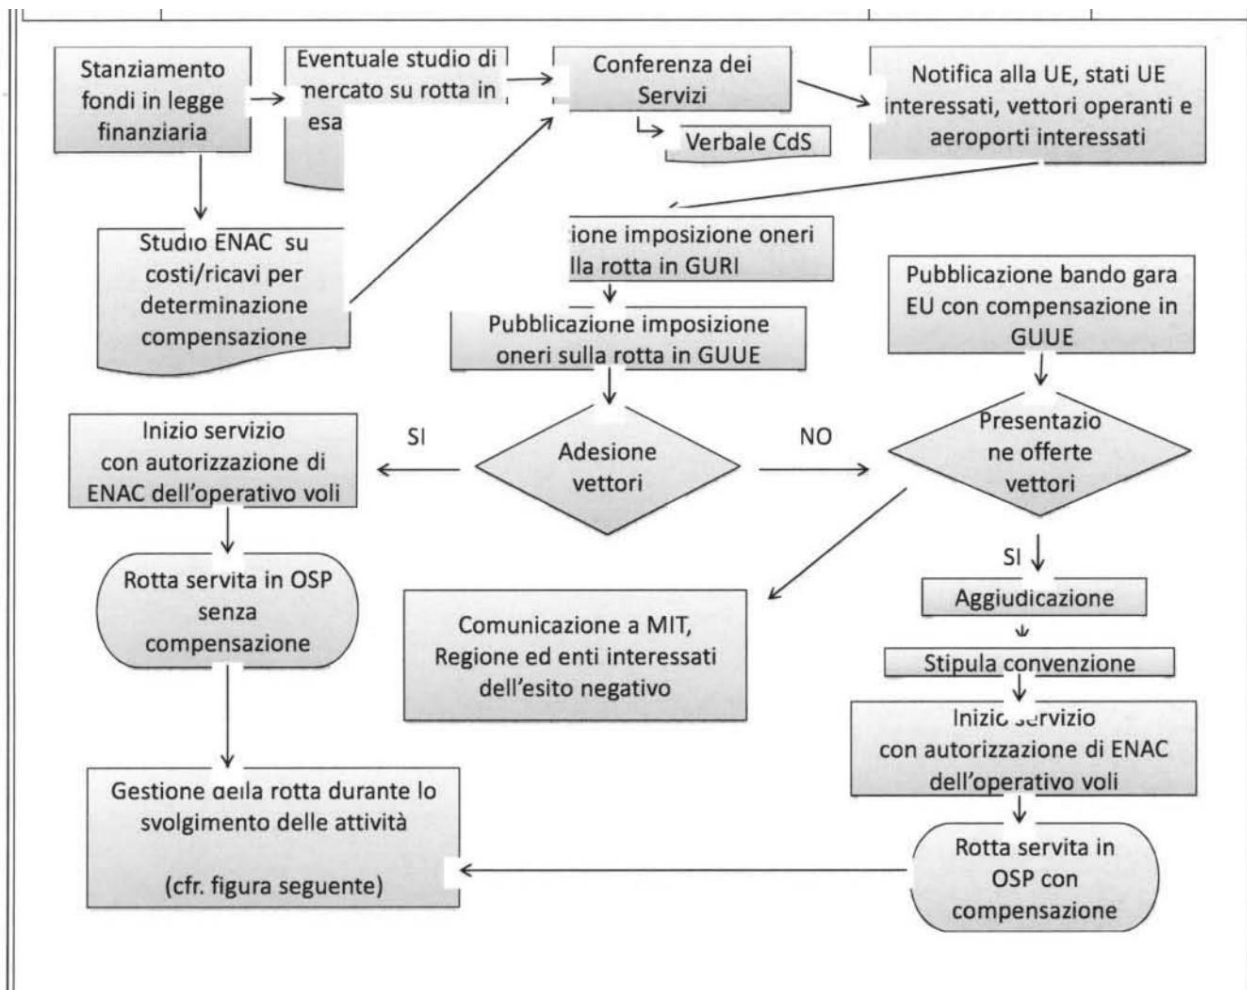 Stanziamento
fondi in legge
finanziaria
Eventuale studio di
mercato su rotta in
Conferenza dei
Servizi
Verbale CdS
Notifica alla UE, stati UE
interessati, vettori operanti e
aeroporti interessati
Studio ENAC su
costi/ricavi per
determinazione
compensazione
imposizione oneri
rotta in GURI
Pubblicazione imposizione
oneri sulla rotta in GUUE
Pubblicazione bando gara
EU con compensazione in
GUUE
Inizio servizio
con autorizzazione di
ENAC dell'operativo voli
SI
Adesione
vettori
NO
Presentazio
ne offerte
vettori
Rotta servita in OSP
senza
compensazione
Comunicazione a MIT,
Regione ed enti interessati
dell'esito negativo
SI
Aggiudicazione
Stipula convenzione
Inizio servizio
con autorizzazione di ENAC
dell'operativo voli
Gestione della rotta durante lo
svolgimento delle attività
(cfr. figura seguente)
Rotta servita in
OSP con
compensazione